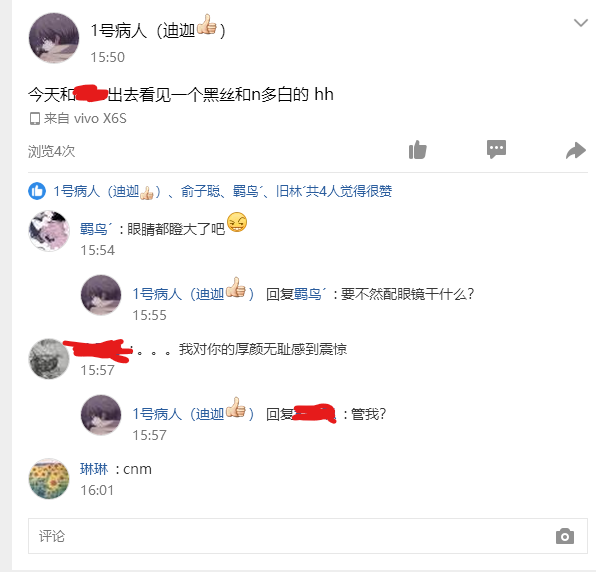 1号病人（迪迦👍）
15:50
今天和 出去看见一个黑丝和n多白的 hh
来自 vivo X6S
浏览4次
1号病人（迪迦👍）、俞子聪、羁鸟´、旧林´共4人觉得很赞
羁鸟´：眼睛都瞪大了吧
15:54
1号病人（迪迦👍） 回复羁鸟´：要不然配眼镜干什么?
15:55
：。。。我对你的厚颜无耻感到震惊
15:57
1号病人（迪迦👍） 回复 ：管我?
15:57
琳琳 ：cnm
16:01
评论